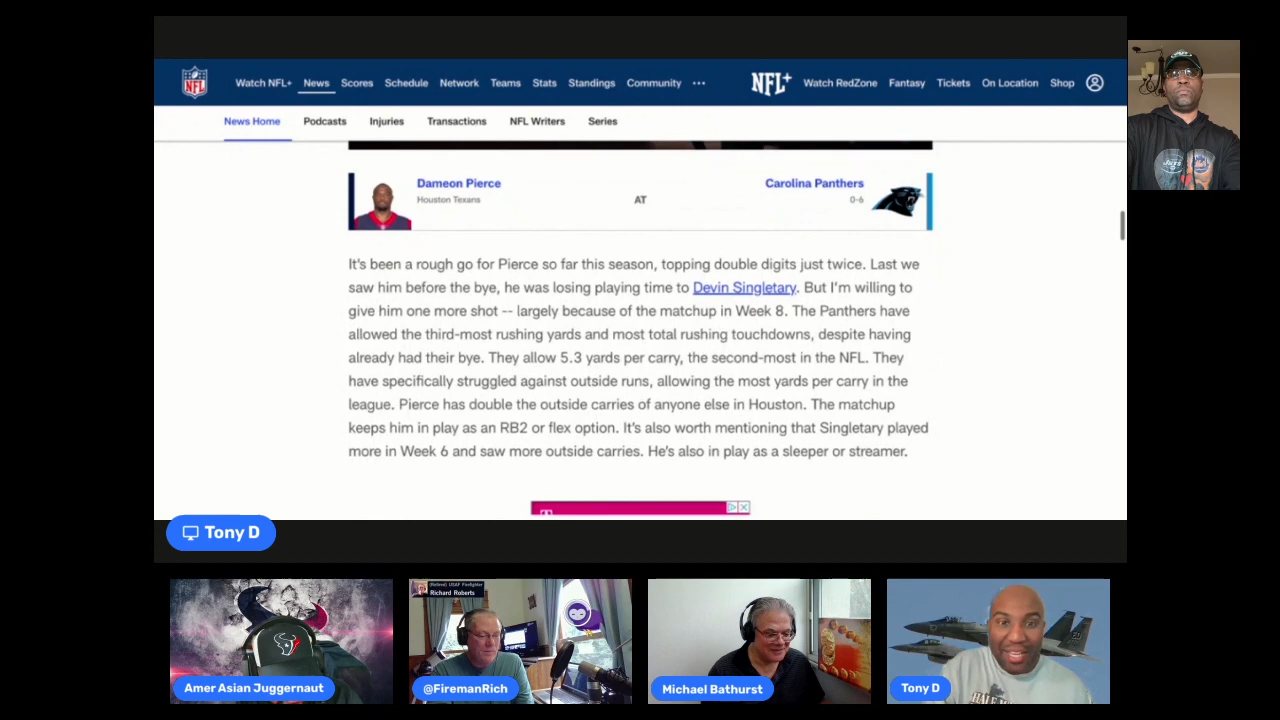 Watch NFL+ News Scores Schedule Network Teams Stats Standings Community ••• NFL+ Watch RedZone Fantasy Tickets On Location Shop
NFL
News Home Podcasts Injuries Transactions NFL Writers Series
Dameon Pierce
Houston Texans
AT
Carolina Panthers
0-6
It's been a rough go for Pierce so far this season, topping double digits just twice. Last we
saw him before the bye, he was losing playing time to Devin Singletary. But I'm willing to
give him one more shot -- largely because of the matchup in Week 8. The Panthers have
allowed the third-most rushing yards and most total rushing touchdowns, despite having
already had their bye. They allow 5.3 yards per carry, the second-most in the NFL. They
have specifically struggled against outside runs, allowing the most yards per carry in the
league. Pierce has double the outside carries of anyone else in Houston. The matchup
keeps him in play as an RB2 or flex option. It's also worth mentioning that Singletary played
more in Week 6 and saw more outside carries. He's also in play as a sleeper or streamer.
Tony D
(Retired) USAF Firefighter
Richard Roberts
Amer Asian Juggernaut
@FiremanRich
Michael Bathurst
Tony D
JETS